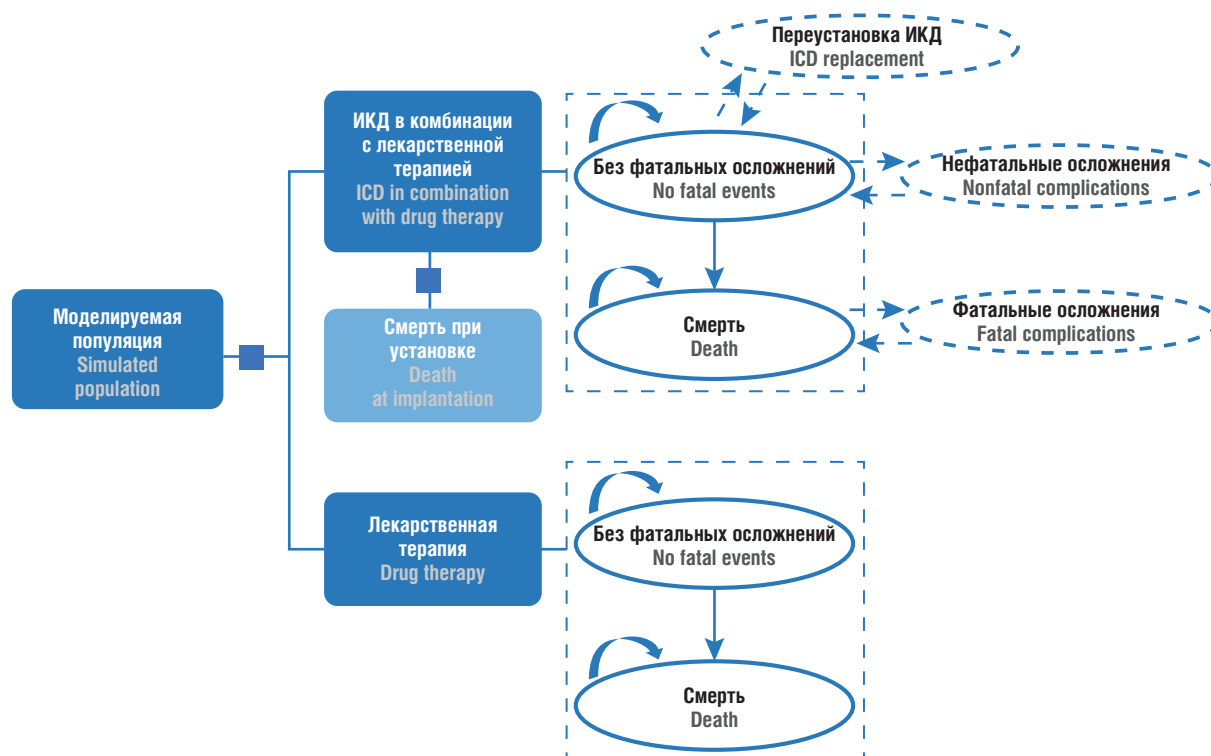 Переустановка ИКД
ICD replacement
ИКД в комбинации
с лекарственной
терапией
ICD in combination
with drug therapy
Без фатальных осложнений
No fatal events
Нефатальные осложнения
Nonfatal complications
Моделируемая
популяция
Simulated
population
Смерть при
установке
Death
at implantation
Смерть
Death
Фатальные осложнения
Fatal complications
Лекарственная
терапия
Drug therapy
Без фатальных осложнений
No fatal events
Смерть
Death